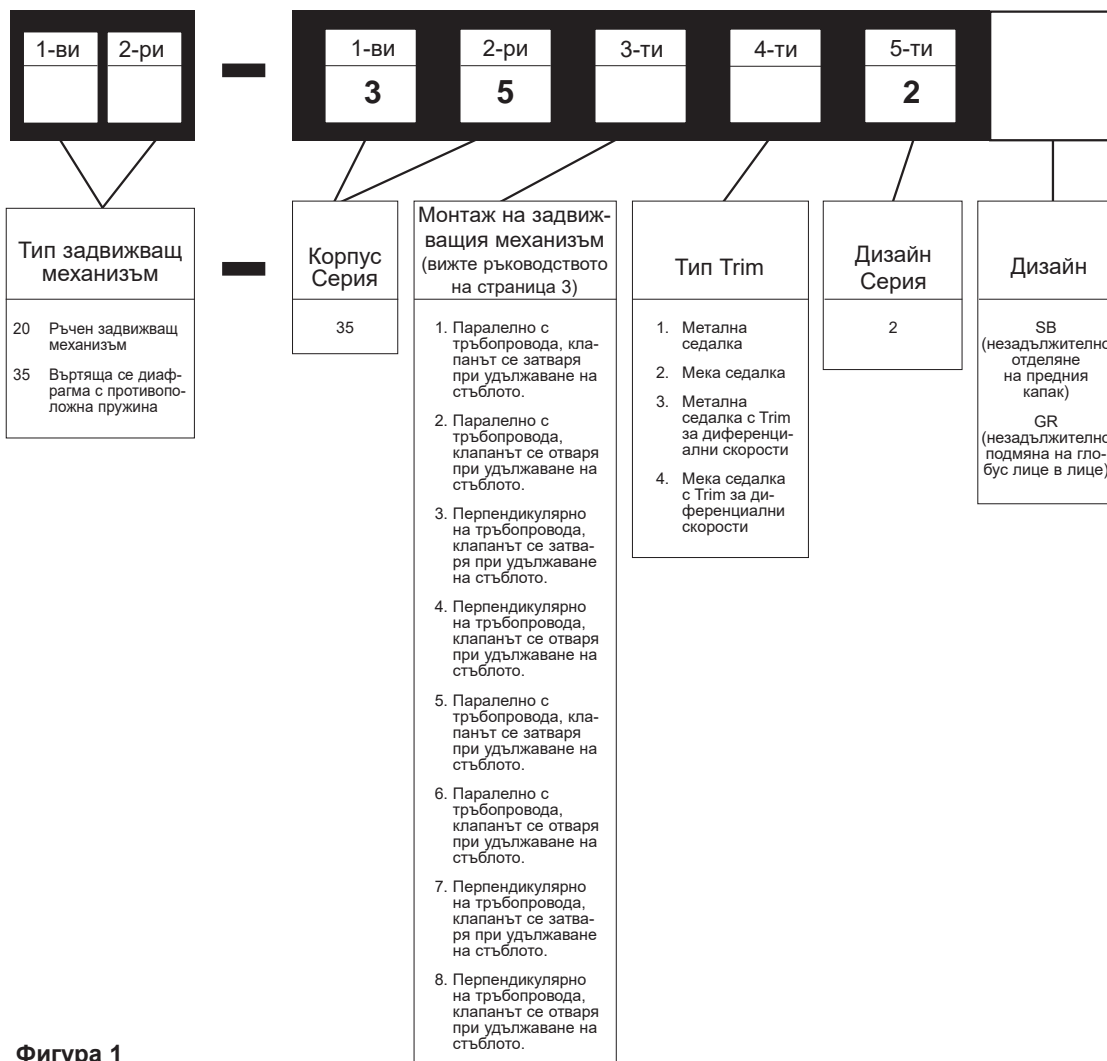 1-ви 2-ри
1-ви 2-ри 3-ти 4-ти 5-ти
3 5 2
Тип задвижващ
механизъм
20 Ръчен задвижващ
механизъм
35 Въртяща се диаф-
рагма с противопо-
ложна пружина
Корпус
Серия
35
Монтаж на задвиж-
ващия механизъм
(вижте ръководството
на страница 3)
1. Паралелно с
тръбопровода, кла-
панът се затваря
при удължаване на
стъблото.
2. Паралелно с
тръбопровода,
клапанът се отваря
при удължаване на
стъблото.
3. Перпендикулярно
на тръбопровода,
клапанът се затва-
ря при удължаване
на стъблото.
4. Перпендикулярно
на тръбопровода,
клапанът се отваря
при удължаване на
стъблото.
5. Паралелно с
тръбопровода, кла-
панът се затваря
при удължаване на
стъблото.
6. Паралелно с
тръбопровода,
клапанът се отваря
при удължаване на
стъблото.
7. Перпендикулярно
на тръбопровода,
клапанът се затва-
ря при удължаване
на стъблото.
8. Перпендикулярно
на тръбопровода,
клапанът се отваря
при удължаване на
стъблото.
Тип Trim
1. Метална
седалка
2. Мека седалка
3. Метална
седалка с Trim
за диференци-
ални скорости
4. Мека седалка
с Trim за ди-
ференциални
скорости
Дизайн
Серия
2
Дизайн
SB
(незадължително
отделяне
на предния
капак)
GR
(незадължително
подмяна на гло-
бус лице в лице)
Фигура 1